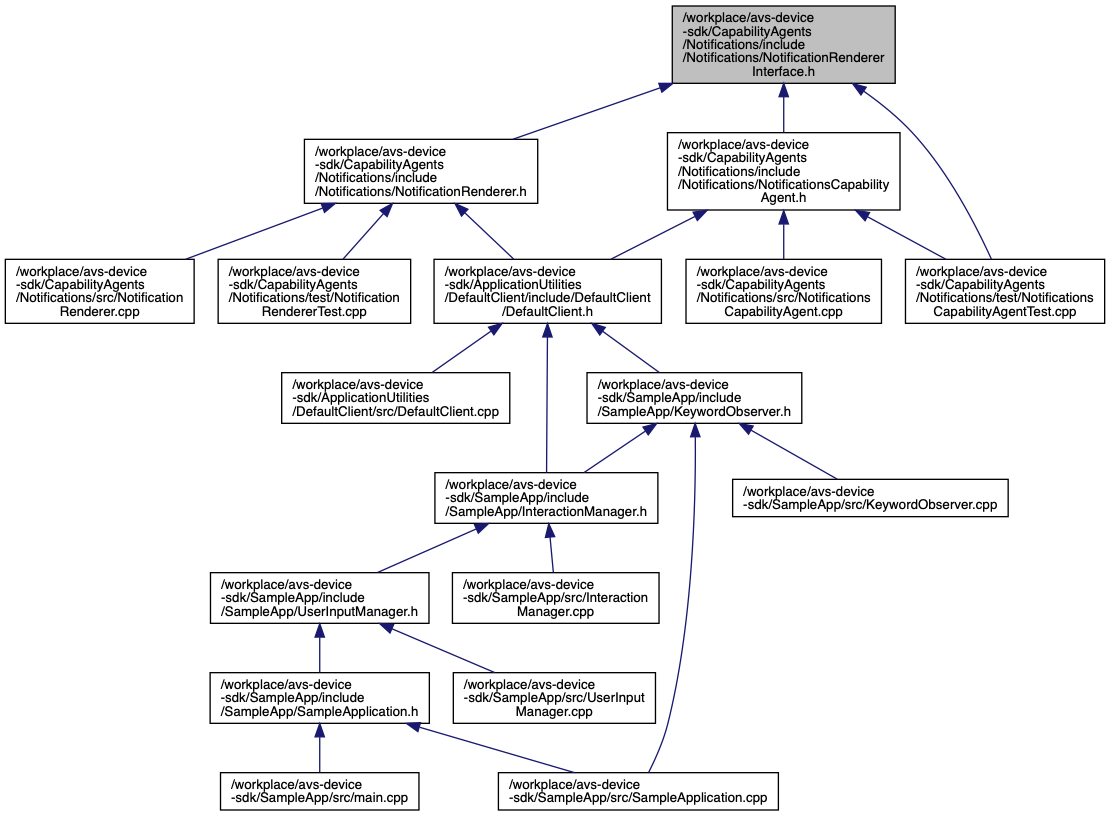 /workplace/avs-device
-sdk/CapabilityAgents
/Notifications/include
/Notifications/NotificationRenderer
Interface.h
/workplace/avs-device
-sdk/CapabilityAgents
/Notifications/include
/Notifications/NotificationRenderer.h
/workplace/avs-device
-sdk/CapabilityAgents
/Notifications/include
/Notifications/NotificationsCapability
Agent.h
/workplace/avs-device
-sdk/CapabilityAgents
/Notifications/src/Notification
Renderer.cpp
/workplace/avs-device
-sdk/CapabilityAgents
/Notifications/test/Notification
RendererTest.cpp
/workplace/avs-device
-sdk/ApplicationUtilities
/DefaultClient/include/DefaultClient
/DefaultClient.h
/workplace/avs-device
-sdk/CapabilityAgents
/Notifications/src/Notifications
CapabilityAgent.cpp
/workplace/avs-device
-sdk/CapabilityAgents
/Notifications/test/Notifications
CapabilityAgentTest.cpp
/workplace/avs-device
-sdk/ApplicationUtilities
/DefaultClient/src/DefaultClient.cpp
/workplace/avs-device
-sdk/SampleApp/include
/SampleApp/KeywordObserver.h
/workplace/avs-device
-sdk/SampleApp/include
/SampleApp/InteractionManager.h
/workplace/avs-device
-sdk/SampleApp/src/KeywordObserver.cpp
/workplace/avs-device
-sdk/SampleApp/include
/SampleApp/UserInputManager.h
/workplace/avs-device
-sdk/SampleApp/src/Interaction
Manager.cpp
/workplace/avs-device
-sdk/SampleApp/include
/SampleApp/SampleApplication.h
/workplace/avs-device
-sdk/SampleApp/src/UserInput
Manager.cpp
/workplace/avs-device
-sdk/SampleApp/src/main.cpp
/workplace/avs-device
-sdk/SampleApp/src/SampleApplication.cpp